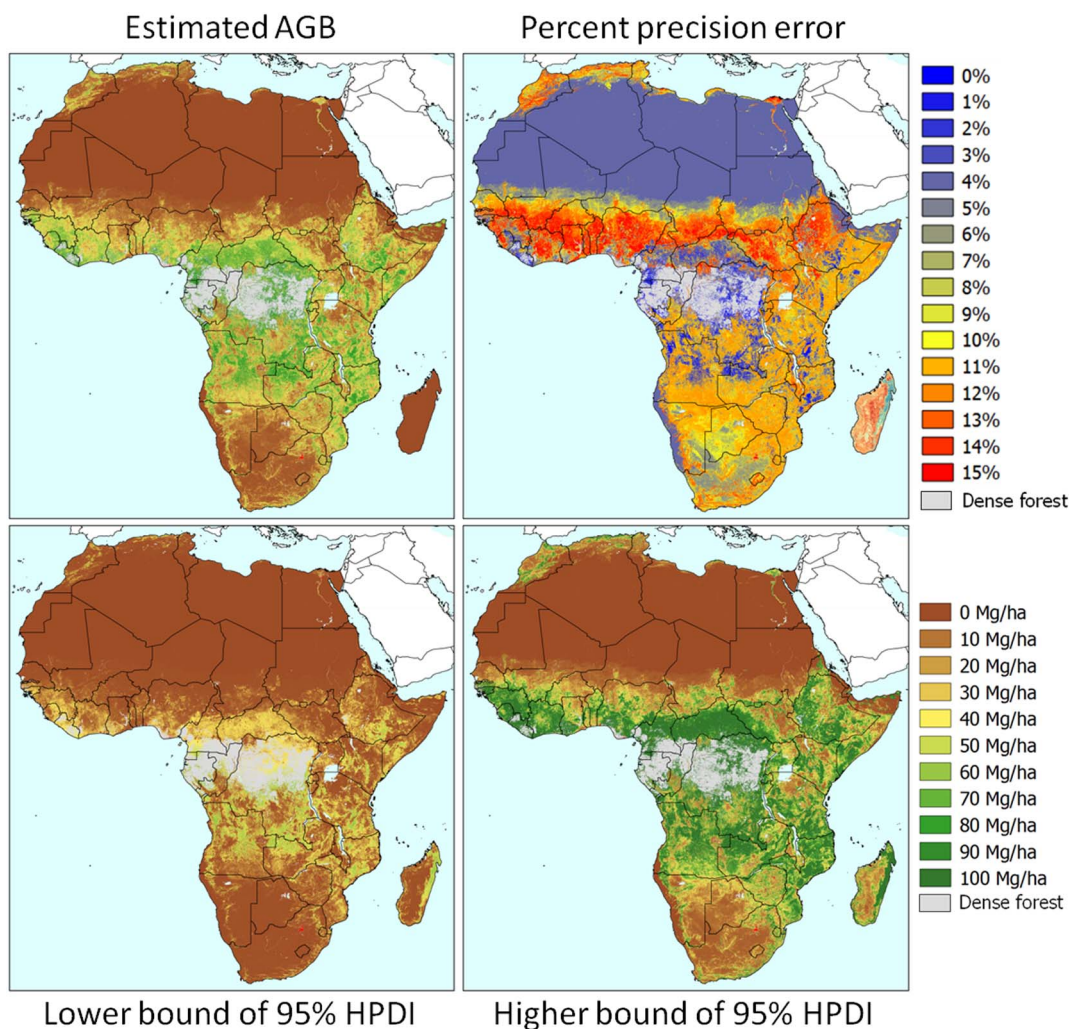 Estimated AGB
Percent precision error
0%
1%
2%
3%
4%
5%
6%
7%
8%
9%
10%
11%
12%
13%
14%
15%
Dense forest
0 Mg/ha
10 Mg/ha
20 Mg/ha
30 Mg/ha
40 Mg/ha
50 Mg/ha
60 Mg/ha
70 Mg/ha
80 Mg/ha
90 Mg/ha
100 Mg/ha
Dense forest
Lower bound of 95% HPDI
Higher bound of 95% HPDI